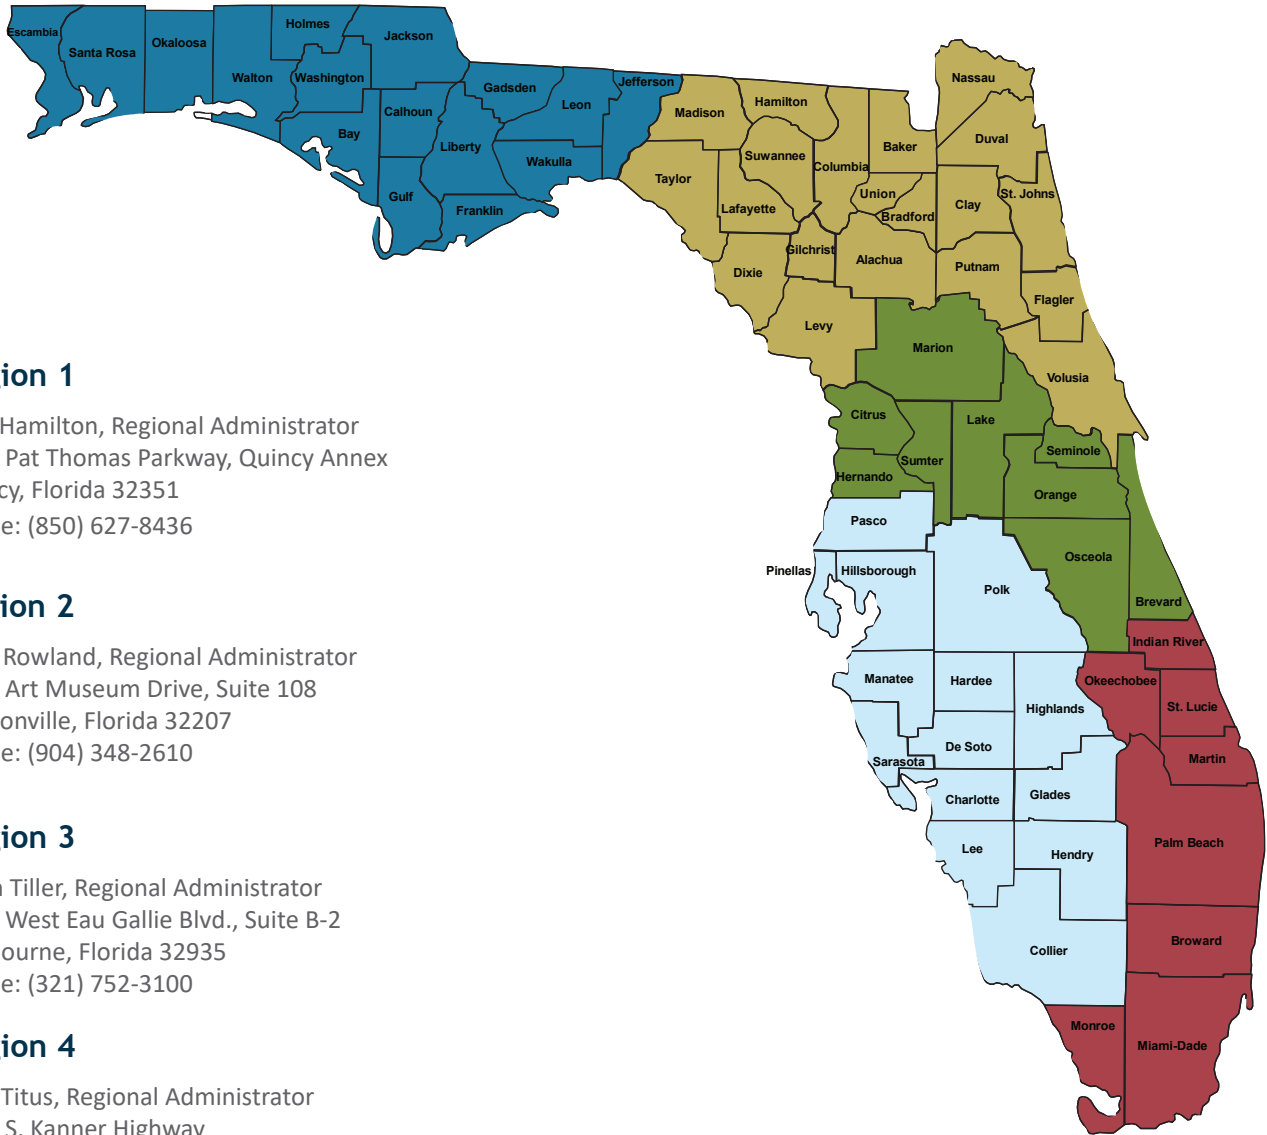 Escambia
Santa Rosa
Okaloosa
Walton
Holmes
Washington
Jackson
Bay
Calhoun
Gulf
Liberty
Gadsden
Franklin
Leon
Wakulla
Jefferson
Madison
Hamilton
Taylor
Suwannee
Lafayette
Columbia
Baker
Union
Bradford
Nassau
Duval
Clay
St. Johns
Dixie
Gilchrist
Alachua
Putnam
Flagler
Levy
Marion
Volusia
Citrus
Lake
Sumter
Hernando
Seminole
Orange
Pasco
Osceola
Brevard
Pinellas
Hillsborough
Polk
Indian River
Manatee
Hardee
Highlands
Okeechobee
St. Lucie
De Soto
Sarasota
Martin
Charlotte
Glades
Lee
Hendry
Palm Beach
Collier
Broward
Monroe
Miami-Dade
gion 1
Hamilton, Regional Administrator
Pat Thomas Parkway, Quincy Annex
cy, Florida 32351
e: (850) 627-8436
gion 2
Rowland, Regional Administrator
Art Museum Drive, Suite 108
onville, Florida 32207
e: (904) 348-2610
gion 3
Tiller, Regional Administrator
West Eau Gallie Blvd., Suite B-2
ourne, Florida 32935
e: (321) 752-3100
gion 4
Titus, Regional Administrator
S. Kanner Highway